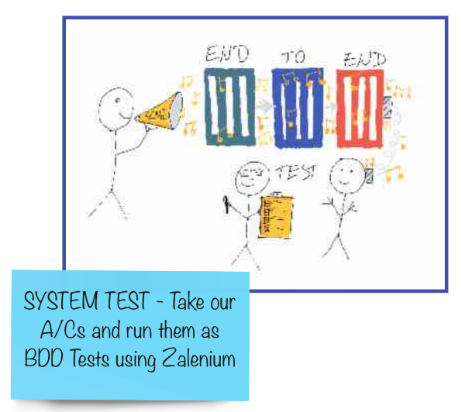 END TO END
TEST
SYSTEM TEST - Take our
A/Cs and run them as
BDD Tests using Zalenium